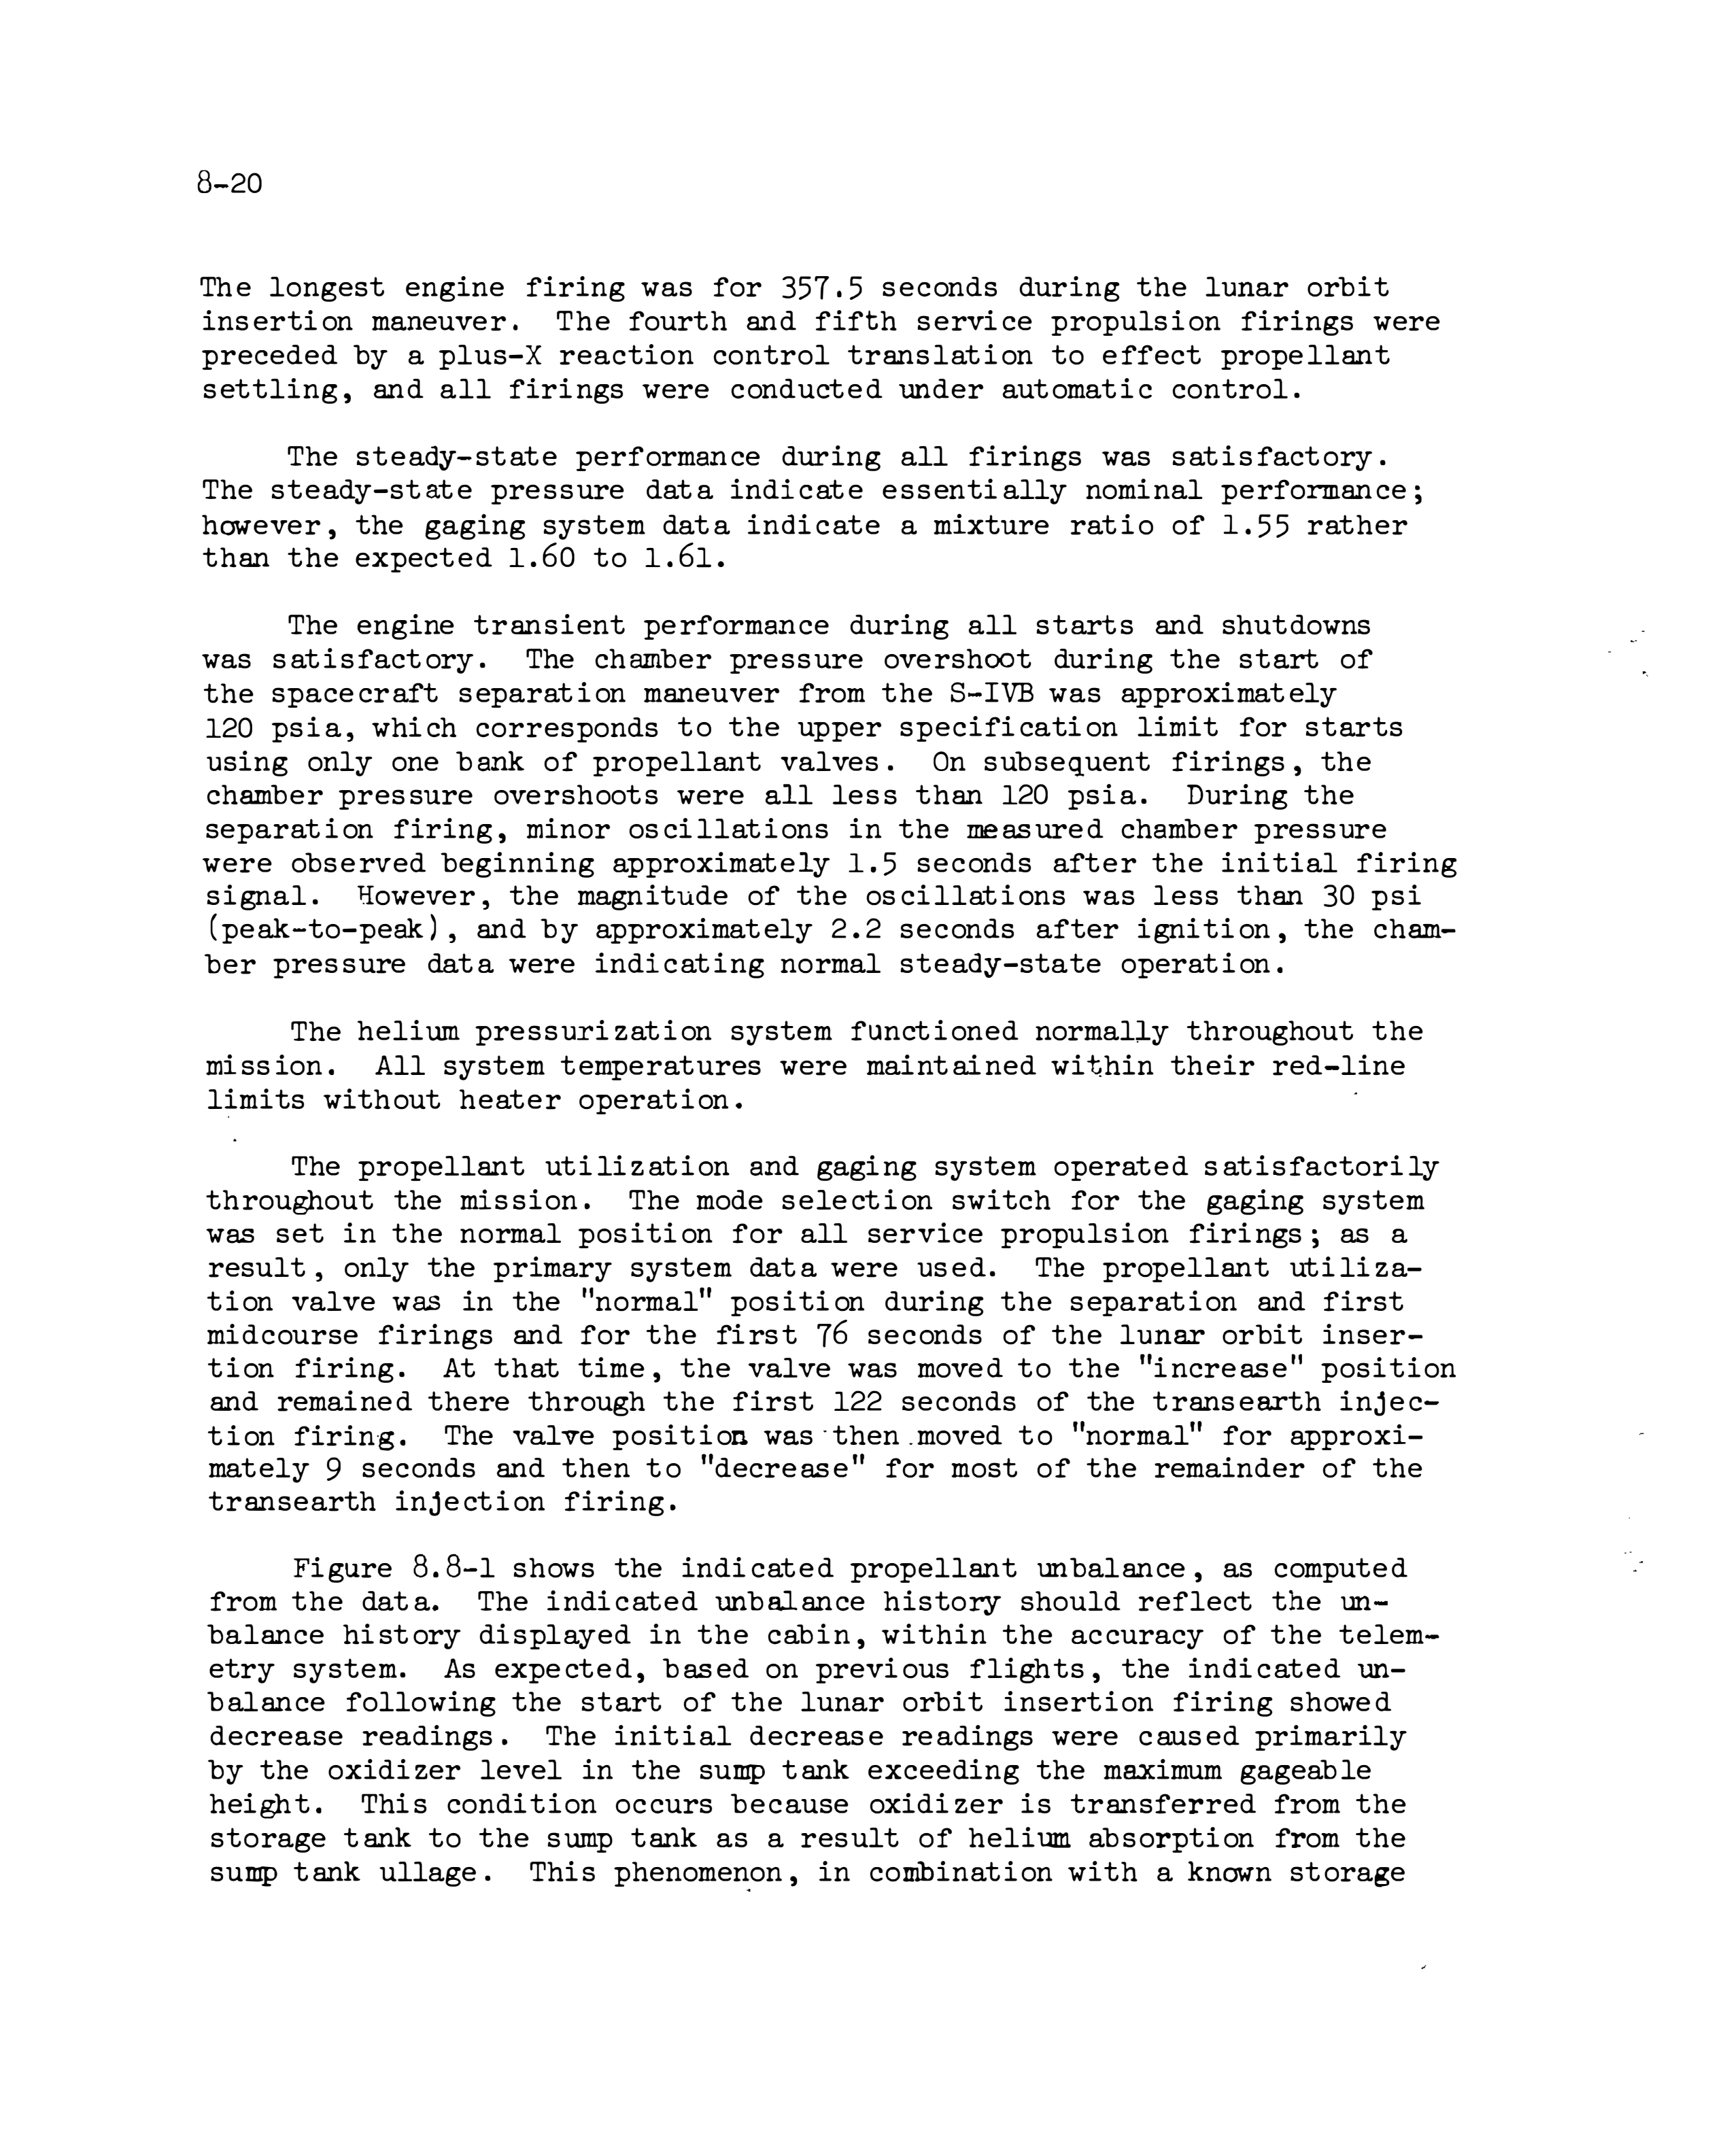 8-20
The longest engine firing was for 357.5 seconds during the lunar orbit
insertion maneuver. The fourth and fifth service propulsion firings were
preceded by a plus-X reaction control translation to effect propellant
settling, and all firings were conducted under automatic control.
The steady-state performance during all firings was satisfactory.
The steady-state pressure data indicate essentially nominal performance;
however, the gaging system data indicate a mixture ratio of 1.55 rather
than the expected 1.60 to 1.61.
The engine transient performance during all starts and shutdowns
was satisfactory. The chamber pressure overshoot during the start of
the spacecraft separation maneuver from the S-IVB was approximately
120 psia, which corresponds to the upper specification limit for starts
using only one bank of propellant valves. On subsequent firings, the
chamber pressure overshoots were all less than 120 psia. During the
separation firing, minor oscillations in the measured chamber pressure
were observed beginning approximately 1.5 seconds after the initial firing
signal. However, the magnitude of the oscillations was less than 30 psi
(peak-to-peak), and by approximately 2.2 seconds after ignition, the cham-
ber pressure data were indicating normal steady-state operation.
The helium pressurization system functioned normally throughout the
mission. All system temperatures were maintained within their red-line
limits without heater operation.
The propellant utilization and gaging system operated satisfactorily
throughout the mission. The mode selection switch for the gaging system
was set in the normal position for all service propulsion firings; as a
result, only the primary system data were used. The propellant utiliza-
tion valve was in the "normal" position during the separation and first
midcourse firings and for the first 76 seconds of the lunar orbit inser-
tion firing. At that time, the valve was moved to the "increase" position
and remained there through the first 122 seconds of the transearth injec-
tion firing. The valve position was then moved to "normal" for approxi-
mately 9 seconds and then to "decrease" for most of the remainder of the
transearth injection firing.
Figure 8.8-1 shows the indicated propellant unbalance, as computed
from the data. The indicated unbalance history should reflect the un-
balance history displayed in the cabin, within the accuracy of the telem-
etry system. As expected, based on previous flights, the indicated un-
balance following the start of the lunar orbit insertion firing showed
decrease readings. The initial decrease readings were caused primarily
by the oxidizer level in the sump tank exceeding the maximum gageable
height. This condition occurs because oxidizer is transferred from the
storage tank to the sump tank as a result of helium absorption from the
sump tank ullage. This phenomenon, in combination with a known storage